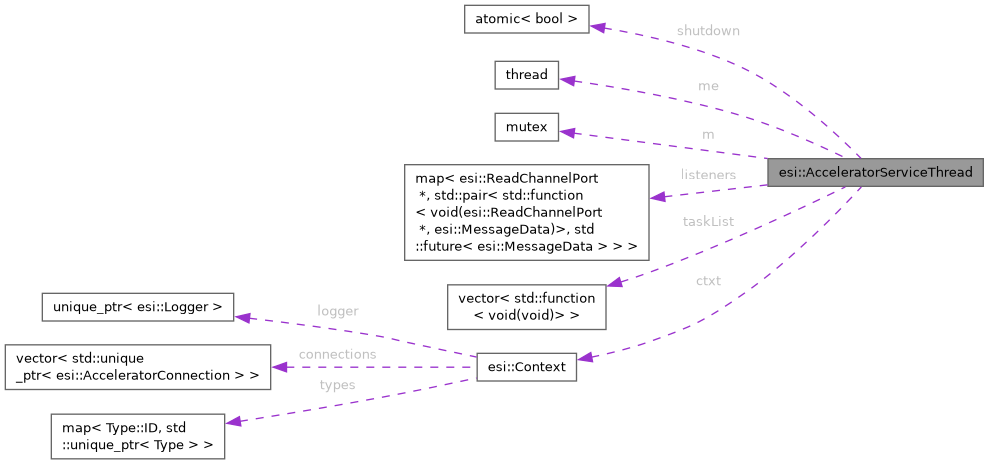 atomic< bool >
shutdown
thread
me
mutex
m
esi::AcceleratorServiceThread
map< esi::ReadChannelPort
*, std::pair< std::function
< void(esi::ReadChannelPort
*, esi::MessageData)>, std
::future< esi::MessageData > > >
listeners
taskList
vector< std::function
< void(void)> >
ctxt
unique_ptr< esi::Logger >
logger
vector< std::unique
_ptr< esi::AcceleratorConnection > >
connections
esi::Context
types
map< Type::ID, std
::unique_ptr< Type > >